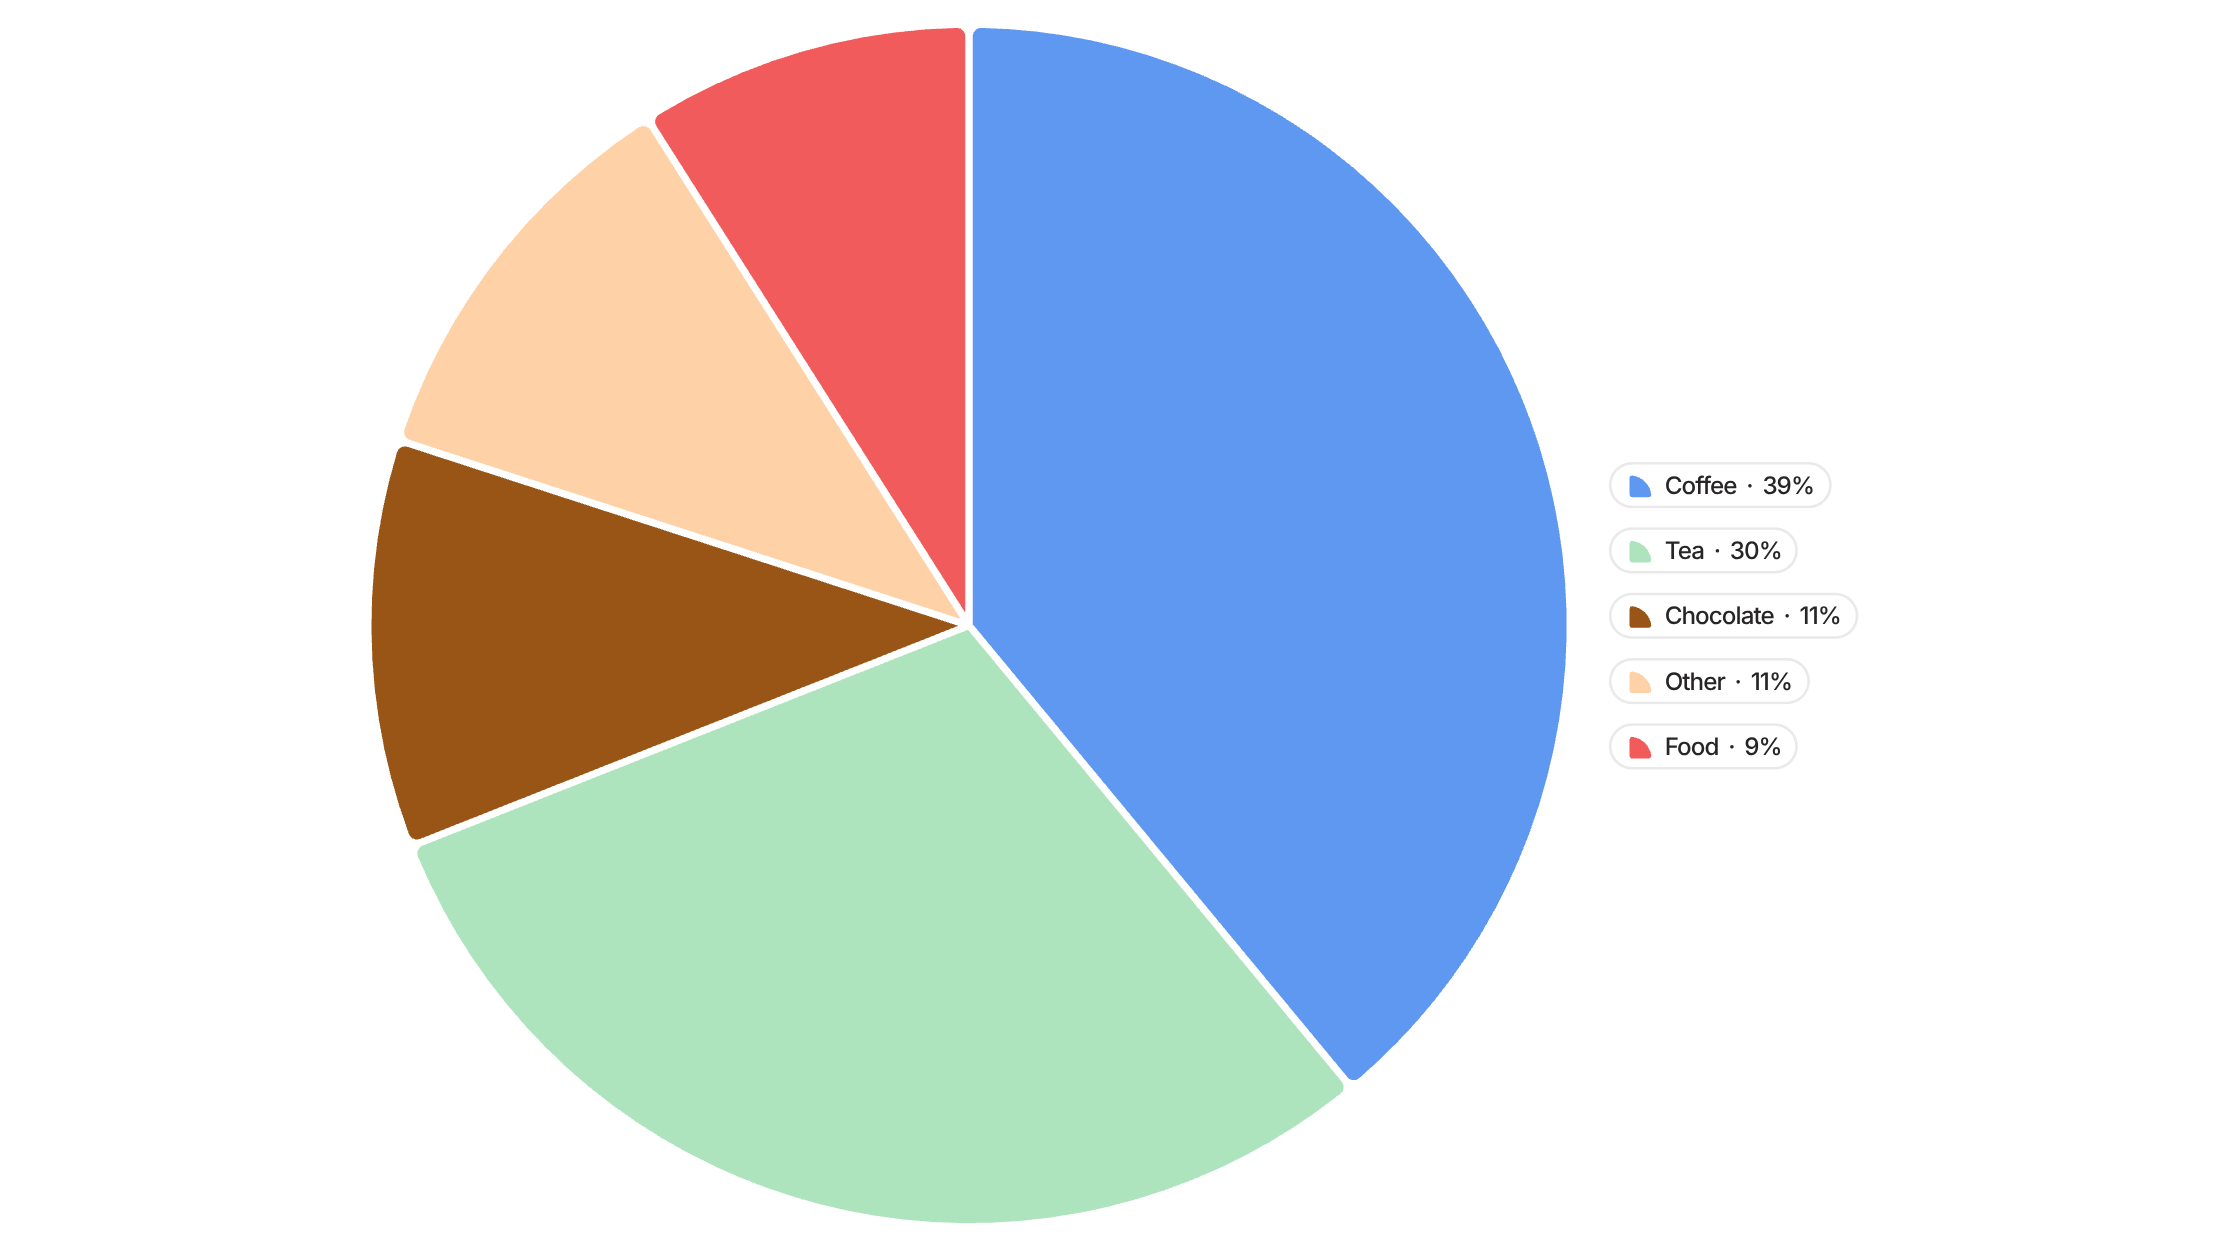 Coffee · 39%
Tea · 30%
Chocolate · 11%
Other · 11%
Food · 9%